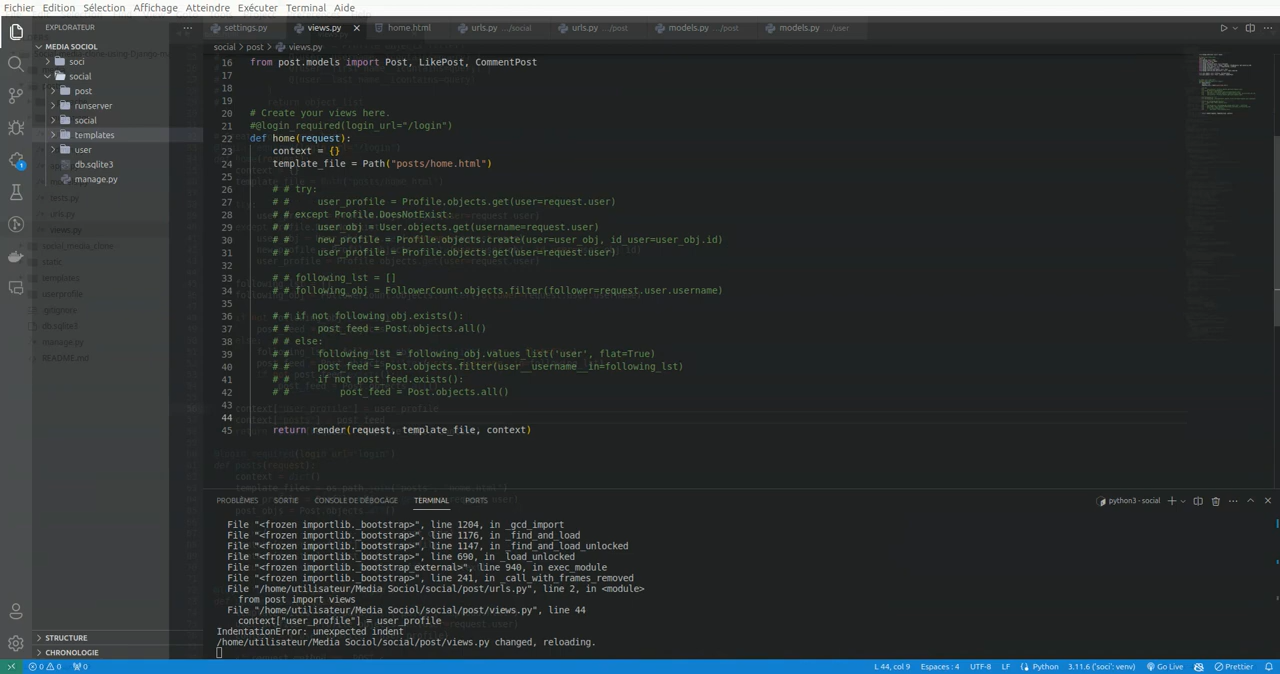 Fichier Edition Sélection Affichage Atteindre Exécuter Terminal Aide
EXPLORATEUR
settings.py
views.py
home.html
urls.py .../social
urls.py .../post
models.py .../post
models.py .../user
MEDIA SOCIOL
social > post > views.py
soci
social
post
runserver
social
templates
user
db.sqlite3
manage.py
tests.py
urls.py
views.py
social_media_clone
static
templates
userprofile
.gitignore
db.sqlite3
manage.py
README.md
16 from post.models import Post, LikePost, CommentPost
17
18
19
20 # Create your views here.
21 #@login_required(login_url="/login")
22 def home(request):
23 context = {}
24 template_file = Path("posts/home.html")
25
26 # # try:
27 # # user_profile = Profile.objects.get(user=request.user)
28 # # except Profile.DoesNotExist:
29 # # user_obj = User.objects.get(username=request.user)
30 # # new_profile = Profile.objects.create(user=user_obj, id_user=user_obj.id)
31 # # user_profile = Profile.objects.get(user=request.user)
32
33 # # following_lst = []
34 # # following_obj = FollowerCount.objects.filter(follower=request.user.username)
35
36 # # if not following_obj.exists():
37 # # post_feed = Post.objects.all()
38 # # else:
39 # # following_lst = following_obj.values_list('user', flat=True)
40 # # post_feed = Post.objects.filter(user__username__in=following_lst)
41 # # if not post_feed.exists():
42 # # post_feed = Post.objects.all()
43
44
45 return render(request, template_file, context)
PROBLÈMES SORTIE CONSOLE DE DÉBOGAGE TERMINAL PORTS
python3 - social
File "<frozen importlib._bootstrap>", line 1204, in _gcd_import
File "<frozen importlib._bootstrap>", line 1176, in _find_and_load
File "<frozen importlib._bootstrap>", line 1147, in _find_and_load_unlocked
File "<frozen importlib._bootstrap>", line 690, in _load_unlocked
File "<frozen importlib._bootstrap_external>", line 940, in exec_module
File "<frozen importlib._bootstrap>", line 241, in _call_with_frames_removed
File "/home/utilisateur/Media Sociol/social/post/urls.py", line 2, in <module>
from post import views
File "/home/utilisateur/Media Sociol/social/post/views.py", line 44
context["user_profile"] = user_profile
IndentationError: unexpected indent
/home/utilisateur/Media Sociol/social/post/views.py changed, reloading.
STRUCTURE
CHRONOLOGIE
0 0 0
L 44, col 9 Espaces : 4 UTF-8 LF Python 3.11.6 ('soci': venv) Go Live Prettier